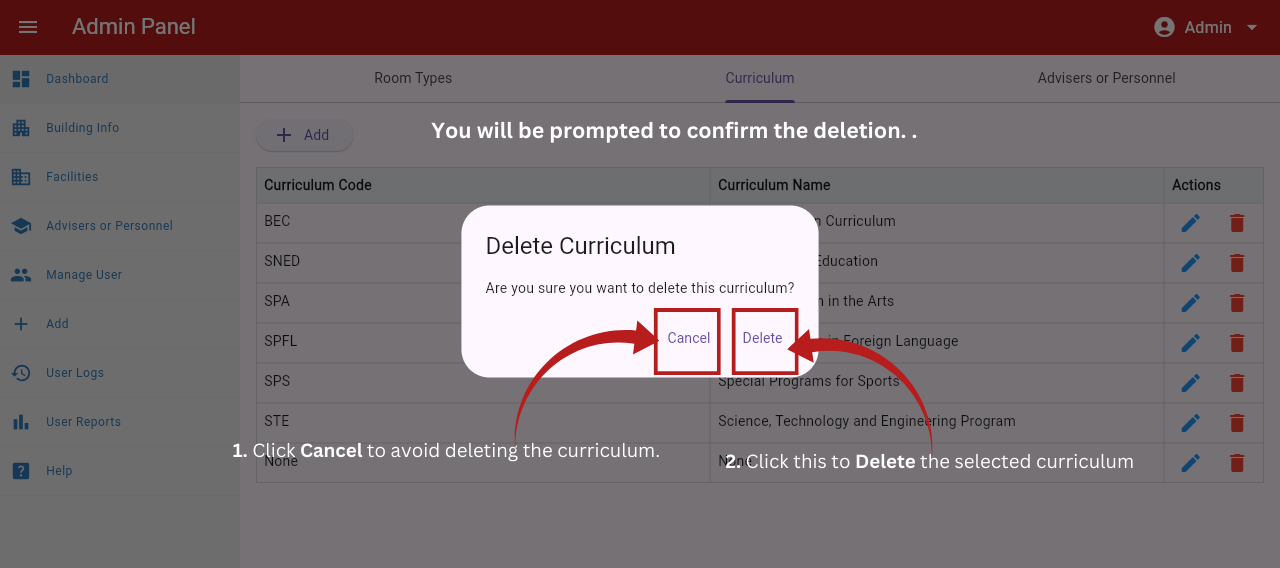 Admin Panel
Admin
Dashboard
Building Info
Facilities
Advisers or Personnel
Manage User
Add
User Logs
User Reports
Help
Room Types
Curriculum
Advisers or Personnel
Add
You will be prompted to confirm the deletion. .
Curriculum Code
Curriculum Name
Actions
BEC
Curriculum
SNED
Education
SPA
in the Arts
SPFL
Foreign Language
SPS
Special Programs for Sports
STE
Science, Technology and Engineering Program
None
None
Delete Curriculum
Are you sure you want to delete this curriculum?
Cancel
Delete
1. Click Cancel to avoid deleting the curriculum.
2. Click this to Delete the selected curriculum